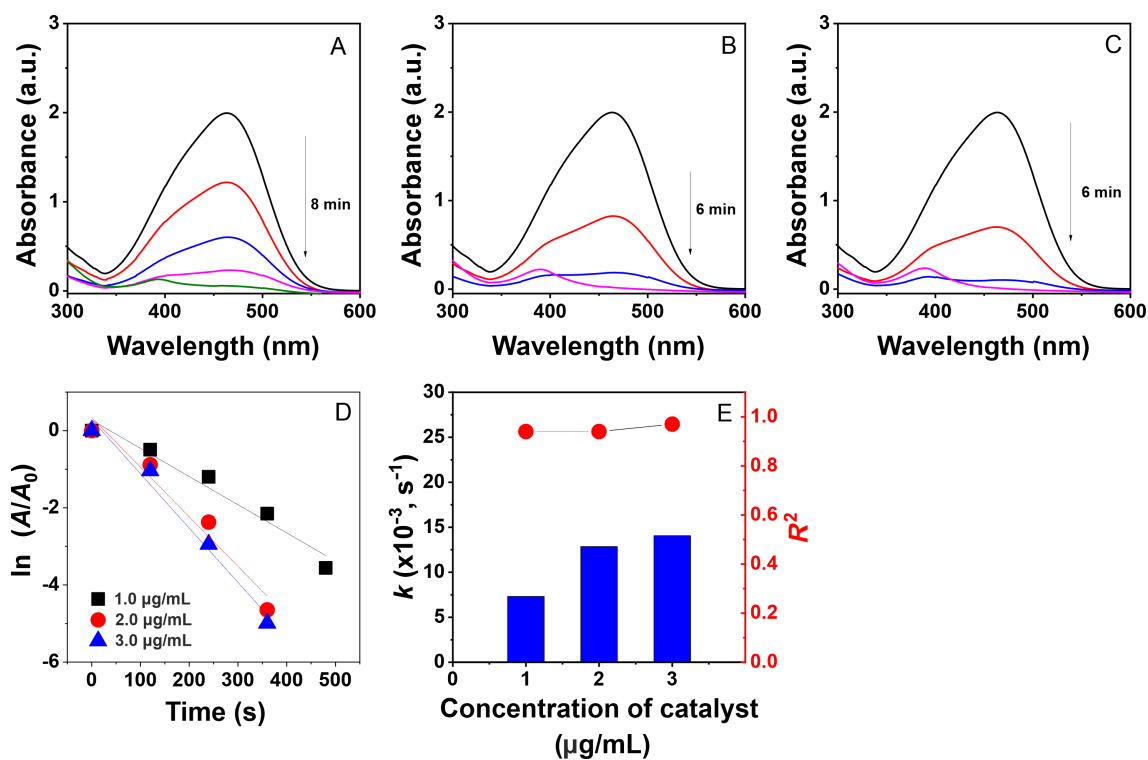 A
Absorbance (a.u.)
3
2
1
0
8 min
300 400 500 600
Wavelength (nm)
B
Absorbance (a.u.)
3
2
1
0
6 min
300 400 500 600
Wavelength (nm)
C
Absorbance (a.u.)
3
2
1
0
6 min
300 400 500 600
Wavelength (nm)
D
ln (A/A0)
0
-2
-4
-6
1.0 µg/mL
2.0 µg/mL
3.0 µg/mL
0 100 200 300 400 500
Time (s)
E
k (x10⁻³, s⁻¹)
30
25
20
15
10
5
0
1.0
0.8
0.6
0.4
0.2
0.0
R²
0 1 2 3
Concentration of catalyst
(µg/mL)